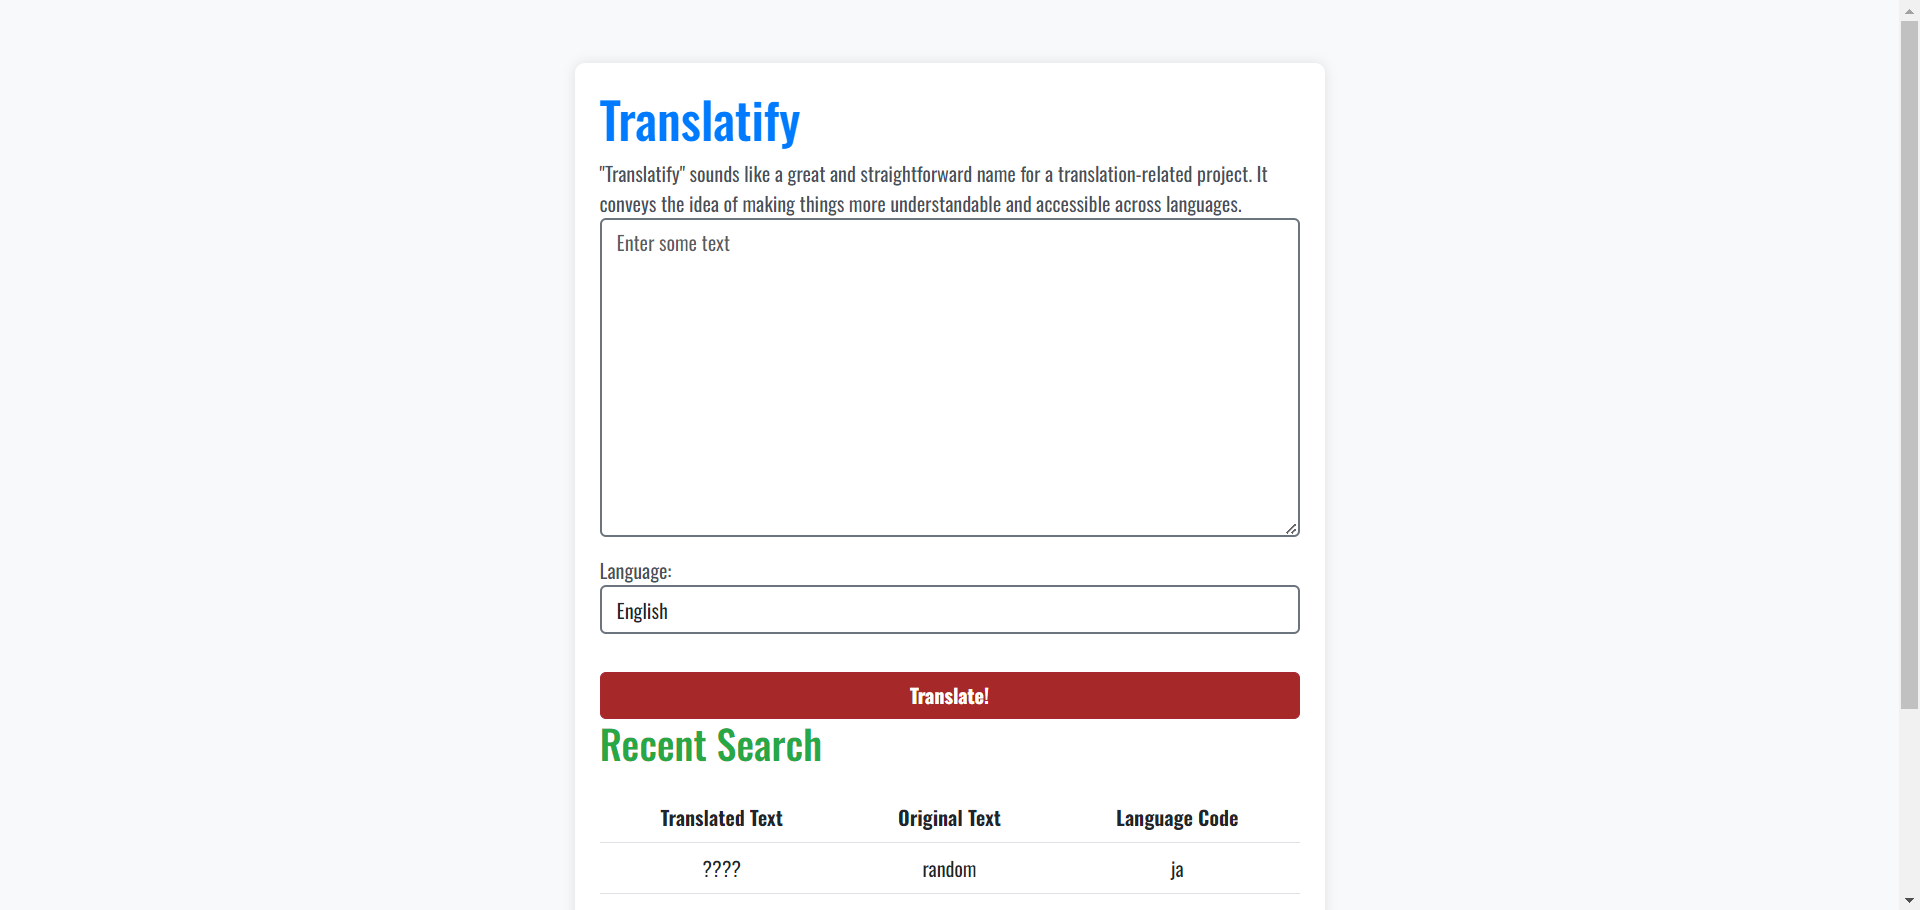 Translatify
"Translatify" sounds like a great and straightforward name for a translation-related project. It
conveys the idea of making things more understandable and accessible across languages.
Enter some text
Language:
English
Translate!
Recent Search
Translated Text Original Text Language Code
???? random ja